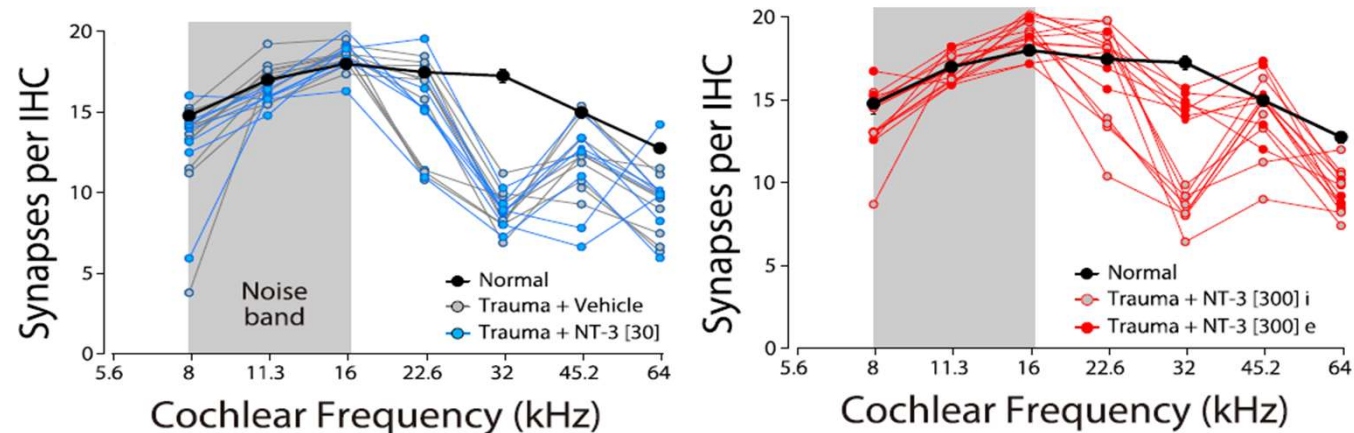 Synapses per IHC
20
15
10
5
0
Noise
band
Normal
Trauma + Vehicle
Trauma + NT-3 [30]
5.6 8 11.3 16 22.6 32 45.2 64
Cochlear Frequency (kHz)
Synapses per IHC
20
15
10
5
0
Normal
Trauma + NT-3 [300] i
Trauma + NT-3 [300] e
5.6 8 11.3 16 22.6 32 45.2 64
Cochlear Frequency (kHz)